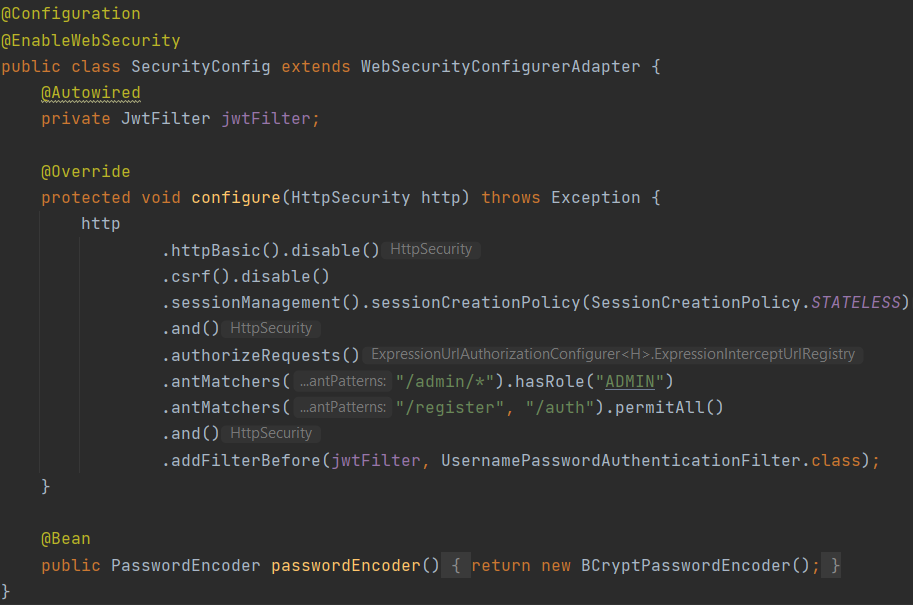 @Configuration
@EnableWebSecurity
public class SecurityConfig extends WebSecurityConfigurerAdapter {
    @Autowired
    private JwtFilter jwtFilter;

    @Override
    protected void configure(HttpSecurity http) throws Exception {
        http
                .httpBasic().disable() HttpSecurity
                .csrf().disable()
                .sessionManagement().sessionCreationPolicy(SessionCreationPolicy.STATELESS)
                .and() HttpSecurity
                .authorizeRequests() ExpressionUrlAuthorizationConfigurer<H>.ExpressionInterceptUrlRegistry
                .antMatchers( ...antPatterns: "/admin/*").hasRole("ADMIN")
                .antMatchers( ...antPatterns: "/register", "/auth").permitAll()
                .and() HttpSecurity
                .addFilterBefore(jwtFilter, UsernamePasswordAuthenticationFilter.class);
    }

    @Bean
    public PasswordEncoder passwordEncoder() { return new BCryptPasswordEncoder(); }
}